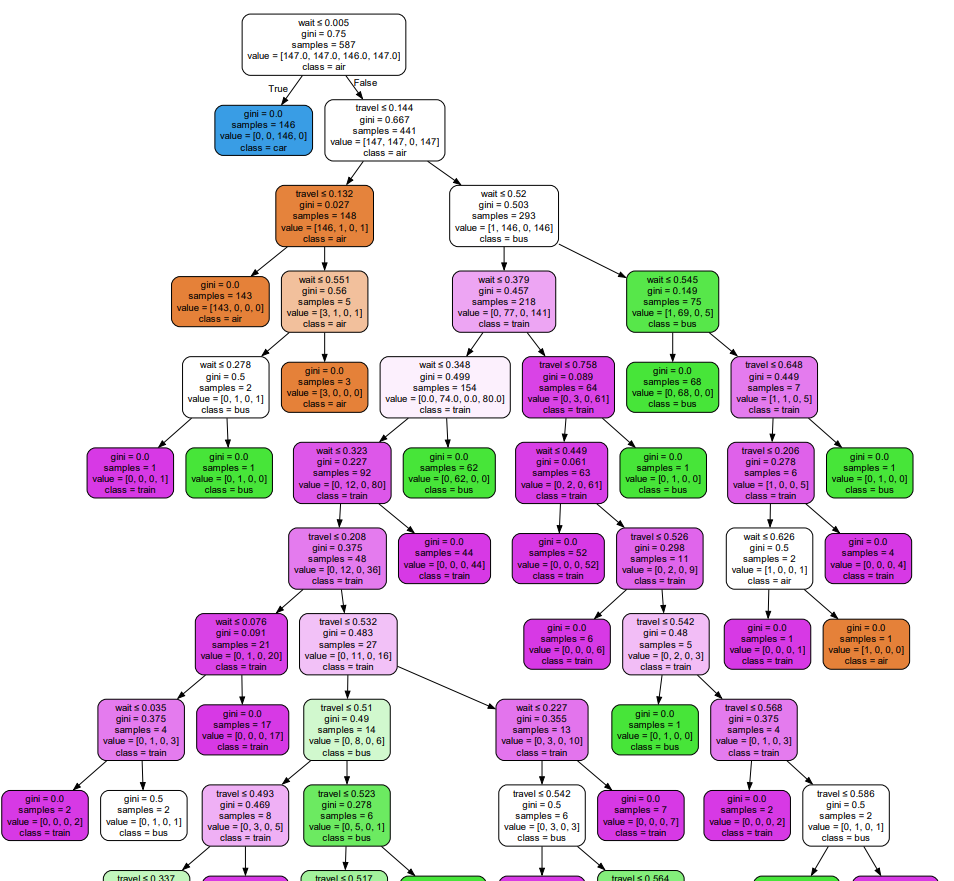 wait ≤ 0.005
gini = 0.75
samples = 587
value = [147.0, 147.0, 146.0, 147.0]
class = air
True
False
gini = 0.0
samples = 146
value = [0, 0, 146, 0]
class = car
travel ≤ 0.144
gini = 0.667
samples = 441
value = [147, 147, 0, 147]
class = air
travel ≤ 0.132
gini = 0.027
samples = 148
value = [146, 1, 0, 1]
class = air
wait ≤ 0.52
gini = 0.503
samples = 293
value = [1, 146, 0, 146]
class = bus
gini = 0.0
samples = 143
value = [143, 0, 0, 0]
class = air
wait ≤ 0.551
gini = 0.56
samples = 5
value = [3, 1, 0, 1]
class = air
wait ≤ 0.379
gini = 0.457
samples = 218
value = [0, 77, 0, 141]
class = train
wait ≤ 0.545
gini = 0.149
samples = 75
value = [1, 69, 0, 5]
class = bus
wait ≤ 0.278
gini = 0.5
samples = 2
value = [0, 1, 0, 1]
class = bus
gini = 0.0
samples = 3
value = [3, 0, 0, 0]
class = air
wait ≤ 0.348
gini = 0.499
samples = 154
value = [0.0, 74.0, 0.0, 80.0]
class = train
travel ≤ 0.758
gini = 0.089
samples = 64
value = [0, 3, 0, 61]
class = train
gini = 0.0
samples = 68
value = [0, 68, 0, 0]
class = bus
travel ≤ 0.648
gini = 0.449
samples = 7
value = [1, 1, 0, 5]
class = train
gini = 0.0
samples = 1
value = [0, 0, 0, 1]
class = train
gini = 0.0
samples = 1
value = [0, 1, 0, 0]
class = bus
wait ≤ 0.323
gini = 0.227
samples = 92
value = [0, 12, 0, 80]
class = train
gini = 0.0
samples = 62
value = [0, 62, 0, 0]
class = bus
wait ≤ 0.449
gini = 0.061
samples = 63
value = [0, 2, 0, 61]
class = train
gini = 0.0
samples = 1
value = [0, 1, 0, 0]
class = bus
travel ≤ 0.206
gini = 0.278
samples = 6
value = [1, 0, 0, 5]
class = train
gini = 0.0
samples = 1
value = [0, 1, 0, 0]
class = bus
travel ≤ 0.208
gini = 0.375
samples = 48
value = [0, 12, 0, 36]
class = train
gini = 0.0
samples = 44
value = [0, 0, 0, 44]
class = train
gini = 0.0
samples = 52
value = [0, 0, 0, 52]
class = train
travel ≤ 0.526
gini = 0.298
samples = 11
value = [0, 2, 0, 9]
class = train
wait ≤ 0.626
gini = 0.5
samples = 2
value = [1, 0, 0, 1]
class = air
gini = 0.0
samples = 4
value = [0, 0, 0, 4]
class = train
wait ≤ 0.076
gini = 0.091
samples = 21
value = [0, 1, 0, 20]
class = train
travel ≤ 0.532
gini = 0.483
samples = 27
value = [0, 11, 0, 16]
class = train
gini = 0.0
samples = 6
value = [0, 0, 0, 6]
class = train
travel ≤ 0.542
gini = 0.48
samples = 5
value = [0, 2, 0, 3]
class = train
gini = 0.0
samples = 1
value = [0, 0, 0, 1]
class = train
gini = 0.0
samples = 1
value = [1, 0, 0, 0]
class = air
wait ≤ 0.035
gini = 0.375
samples = 4
value = [0, 1, 0, 3]
class = train
gini = 0.0
samples = 17
value = [0, 0, 0, 17]
class = train
travel ≤ 0.51
gini = 0.49
samples = 14
value = [0, 8, 0, 6]
class = bus
wait ≤ 0.227
gini = 0.355
samples = 13
value = [0, 3, 0, 10]
class = train
gini = 0.0
samples = 1
value = [0, 1, 0, 0]
class = bus
travel ≤ 0.568
gini = 0.375
samples = 4
value = [0, 1, 0, 3]
class = train
gini = 0.0
samples = 2
value = [0, 0, 0, 2]
class = train
gini = 0.5
samples = 2
value = [0, 1, 0, 1]
class = bus
travel ≤ 0.493
gini = 0.469
samples = 8
value = [0, 3, 0, 5]
class = train
travel ≤ 0.523
gini = 0.278
samples = 6
value = [0, 5, 0, 1]
class = bus
travel ≤ 0.542
gini = 0.5
samples = 6
value = [0, 3, 0, 3]
class = bus
gini = 0.0
samples = 7
value = [0, 0, 0, 7]
class = train
gini = 0.0
samples = 2
value = [0, 0, 0, 2]
class = train
travel ≤ 0.586
gini = 0.5
samples = 2
value = [0, 1, 0, 1]
class = bus
travel ≤ 0.337
travel ≤ 0.517
travel ≤ 0.564